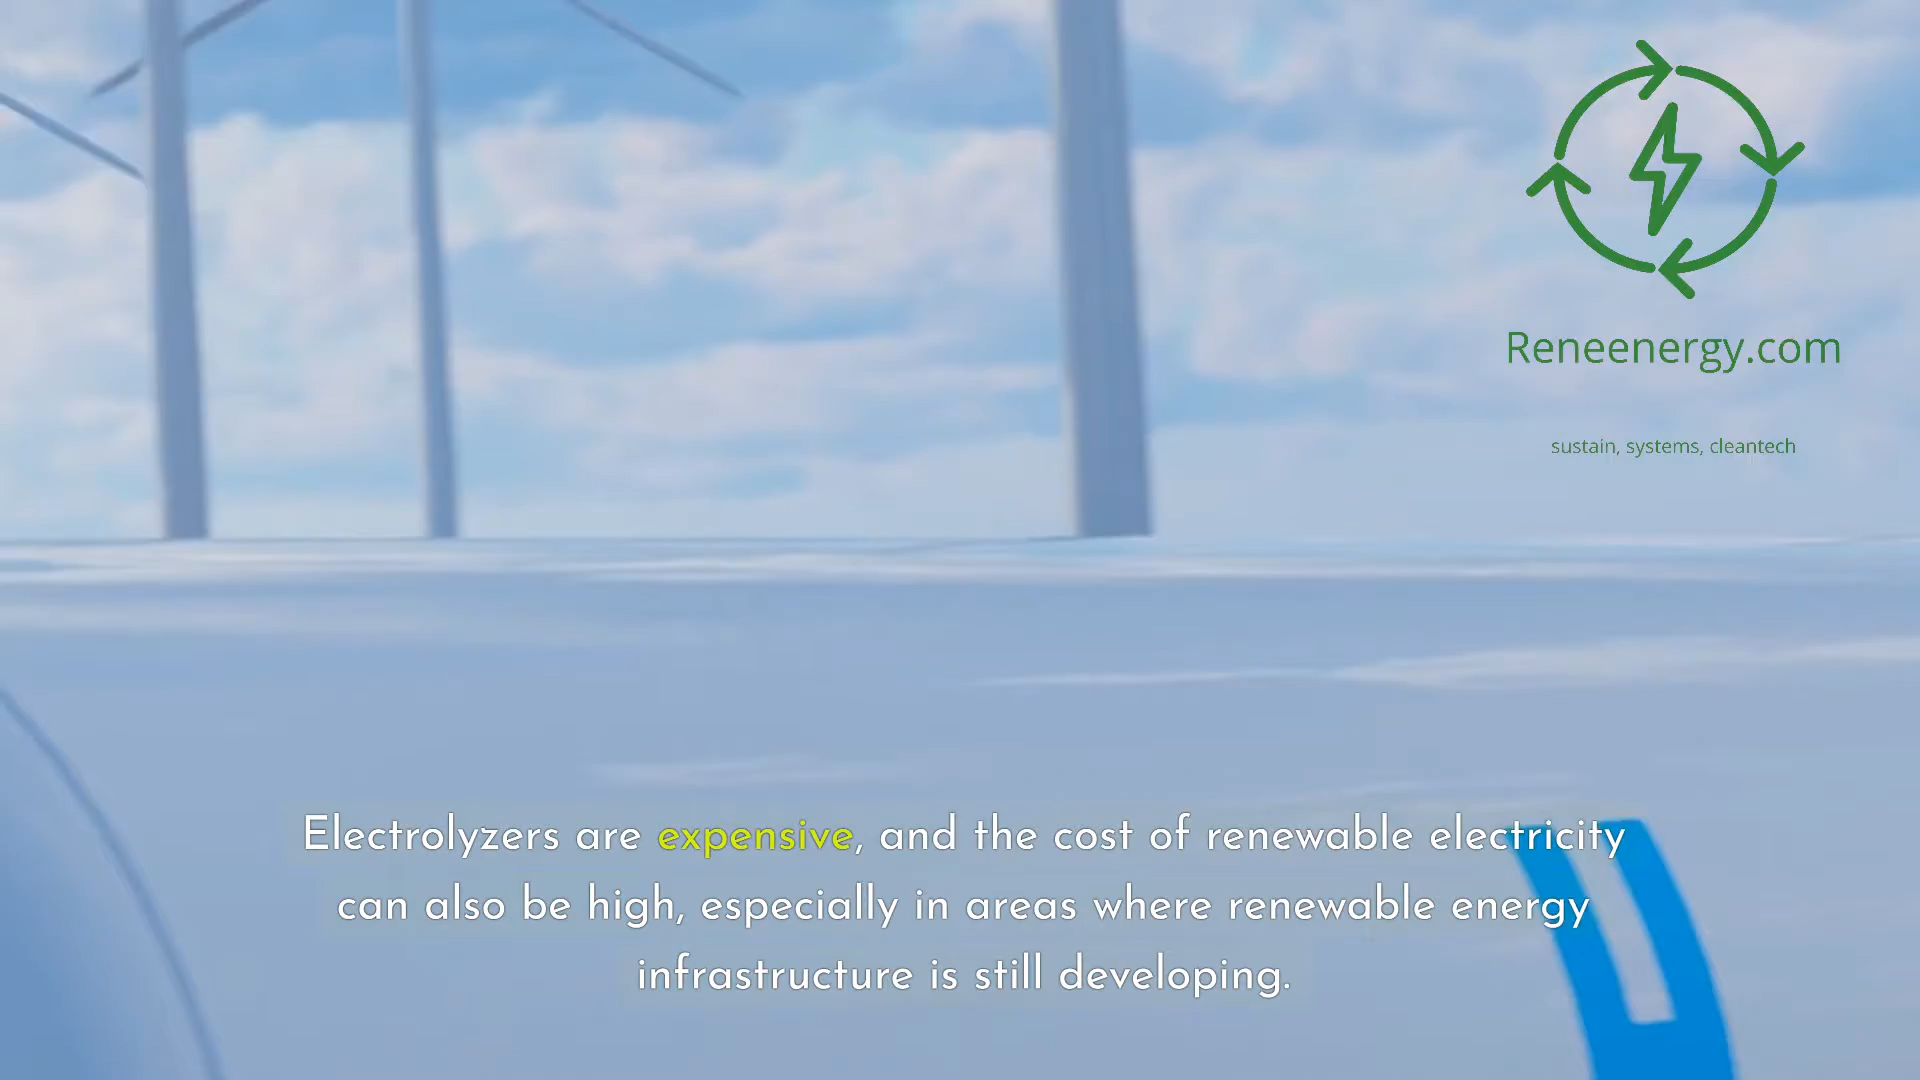 Reneenergy.com
sustain, systems, cleantech
Electrolyzers are expensive, and the cost of renewable electricity
can also be high, especially in areas where renewable energy
infrastructure is still developing.